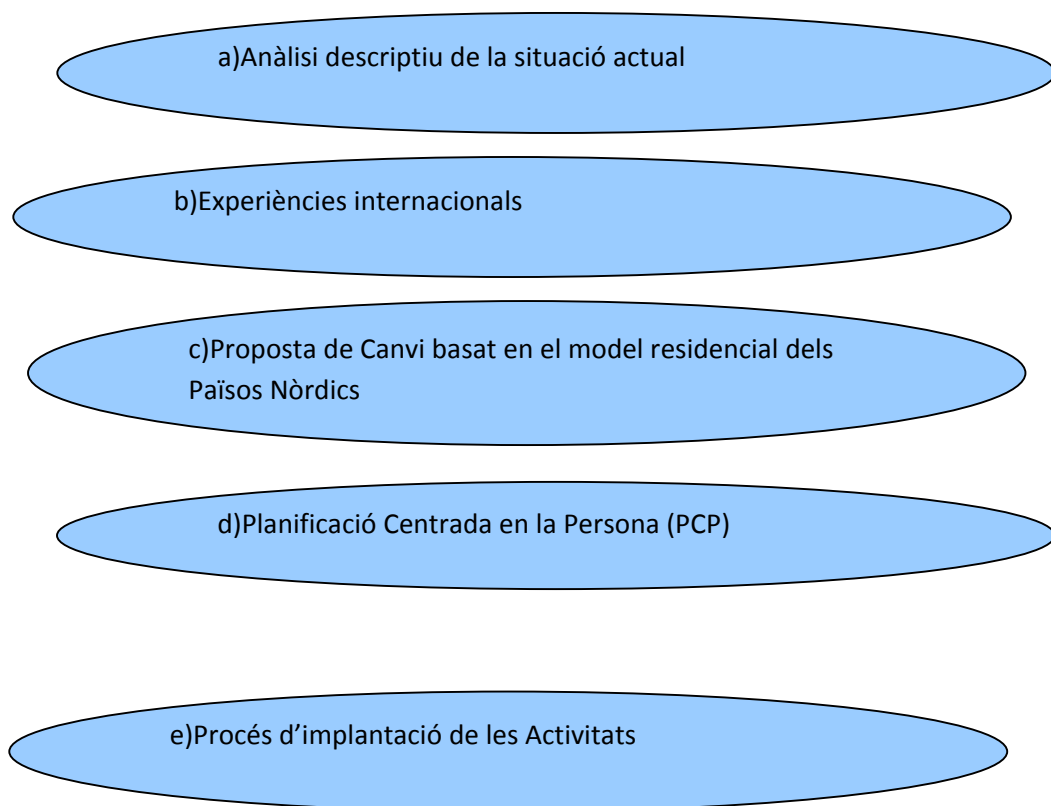 a)Anàlisi descriptiu de la situació actual
b)Experiències internacionals
c)Proposta de Canvi basat en el model residencial dels
Països Nòrdics
d)Planificació Centrada en la Persona (PCP)
e)Procés d’implantació de les Activitats